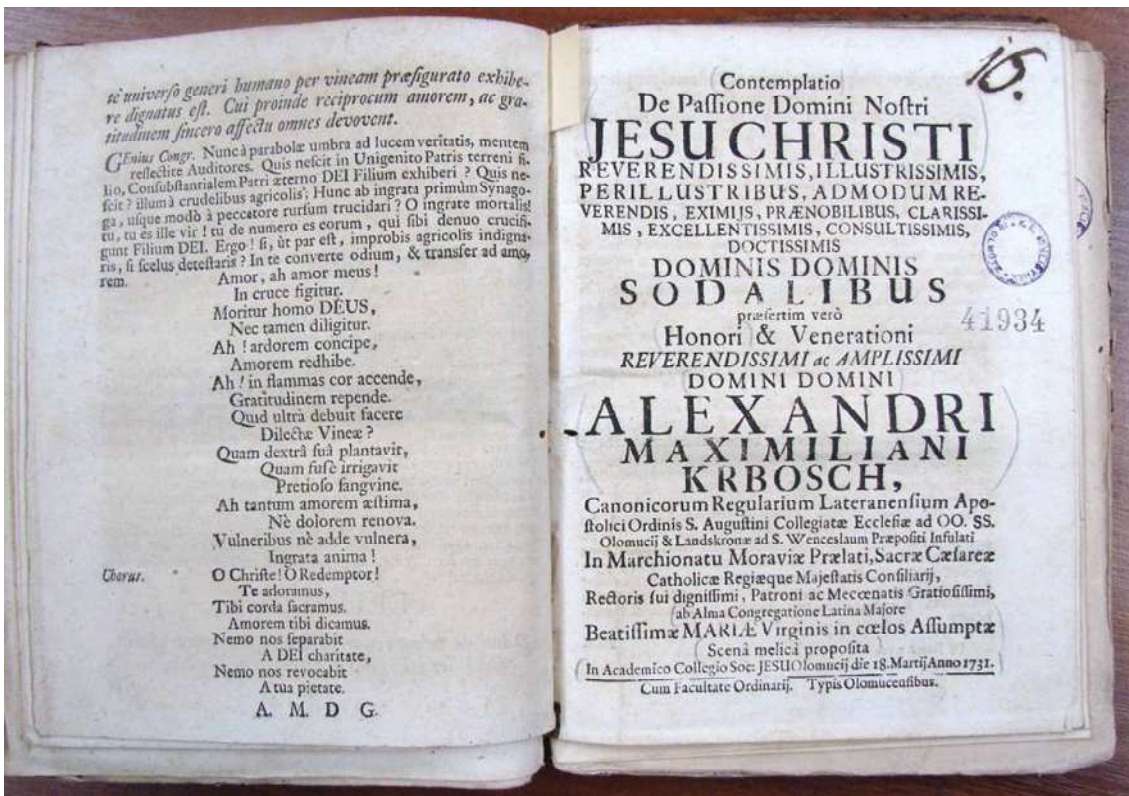 te universo generi humano per vineam præfigurato exhibe-
re dignatus est. Cui proinde reciprocum amorem, ac gra-
titudinem sincero affectu omnes devovent.
GEnius Congr. Nunc à parabolæ umbra ad lucem veritatis, mentem
reflectite Auditores. Quis nescit in Unigenito Patris terreni fi-
lio, Consubstantialem Patri æterno DEI Filium exhiberi ? Quis ne-
scit ? illum à crudelibus agricolis; Hunc ab ingrata primùm Synago-
ga, usque modò à peccatore rursum trucidari ? O ingrate mortalis!
tu, tu es ille vir ! tu de numero es eorum, qui sibi denuo crucifi-
gunt Filium DEI. Ergo ! si, ùt par est, improbis agricolis indigna-
ris, si scelus detestaris ? In te converte odium, & transfer ad amo-
rem.
Amor, ah amor meus !
In cruce figitur.
Moritur homo DEUS,
Nec tamen diligitur.
Ah ! ardorem concipe,
Amorem redhibe.
Ah ! in flammas cor accende,
Gratitudinem repende.
Quid ultrà debuit facere
Dilectæ Vineæ ?
Quam dextrâ suâ plantavit,
Quam fusè irrigavit
Pretioso sangvine.
Ah tantum amorem æstima,
Nè dolorem renova.
Vulneribus nè adde vulnera,
Ingrata anima !
Chorus. O Christe! O Redemptor!
Te adoramus,
Tibi corda sacramus.
Amorem tibi dicamus.
Nemo nos separabit
A DEI charitate,
Nemo nos revocabit
A tua pietate.
A. M. D G.
16.
Contemplatio
De Passione Domini Nostri
JESU CHRISTI
REVERENDISSIMIS, ILLUSTRISSIMIS,
PERILLUSTRIBUS, ADMODUM RE-
VERENDIS, EXIMIJS, PRÆNOBILIBUS, CLARISSI-
MIS, EXCELLENTISSIMIS, CONSULTISSIMIS,
DOCTISSIMIS
DOMINIS DOMINIS
SODALIBUS
præsertim verò
Honori & Venerationi
41934
REVERENDISSIMI ac AMPLISSIMI
DOMINI DOMINI
ALEXANDRI
MAXIMILIANI
KRBOSCH,
Canonicorum Regularium Lateranensium Apo-
stolici Ordinis S. Augustini Collegiatæ Ecclesiæ ad OO. SS.
Olomucij & Landskronæ ad S. Wenceslaum Præpositi Infulati
In Marchionatu Moraviæ Prælati, Sacræ Cæsareæ
Catholicæ Regiæque Majestatis Consiliarij,
Rectoris sui dignissimi, Patroni ac Mecœnatis Gratiosissimi,
ab Alma Congregatione Latina Majore
Beatissimæ MARIÆ Virginis in cœlos Assumptæ
Scenâ melicâ proposita
In Academico Collegio Soc: JESU Olomucij die 18. Martij Anno 1731.
Cum Facultate Ordinarij. Typis Olomucensibus.